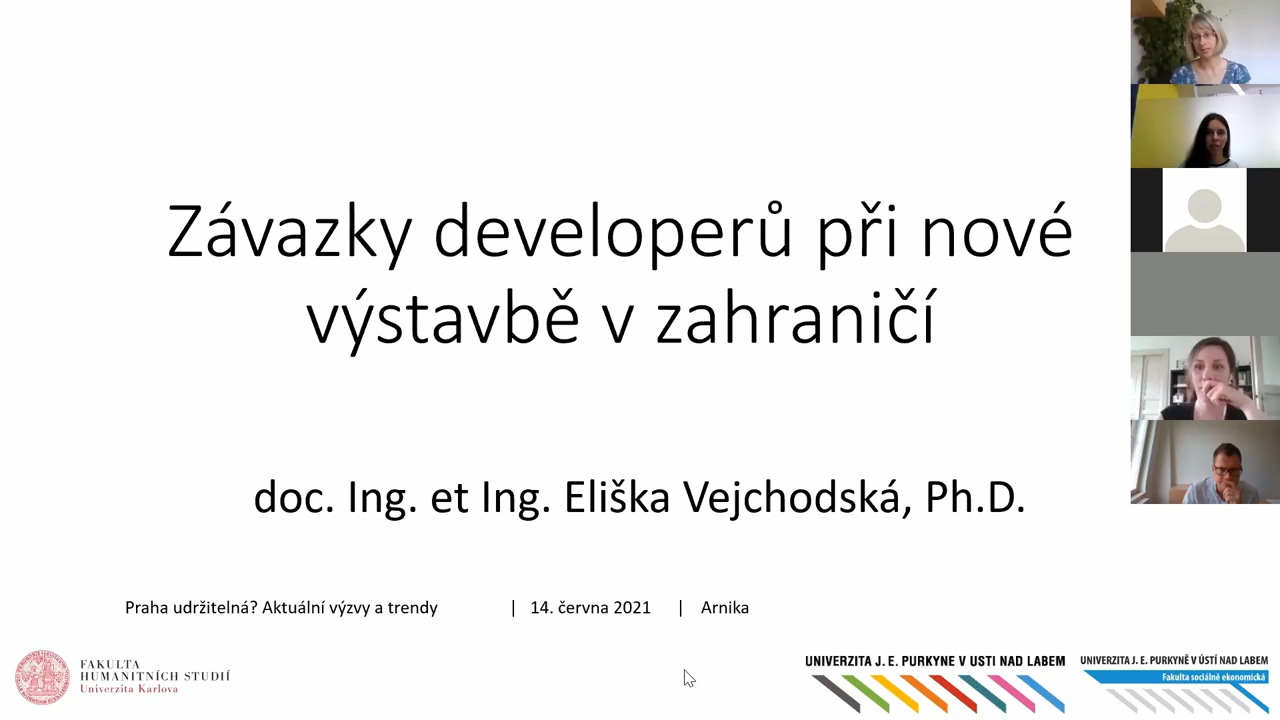 Závazky developerů při nové
výstavbě v zahraničí
doc. Ing. et Ing. Eliška Vejchodská, Ph.D.
Praha udržitelná? Aktuální výzvy a trendy | 14. června 2021 | Arnika
FAKULTA
HUMANITNÍCH STUDIÍ
Univerzita Karlova
UNIVERZITA J. E. PURKYNE V USTI NAD LABEM
UNIVERZITA J. E. PURKYNĚ V ÚSTÍ NAD LABEM
Fakulta sociálně ekonomická